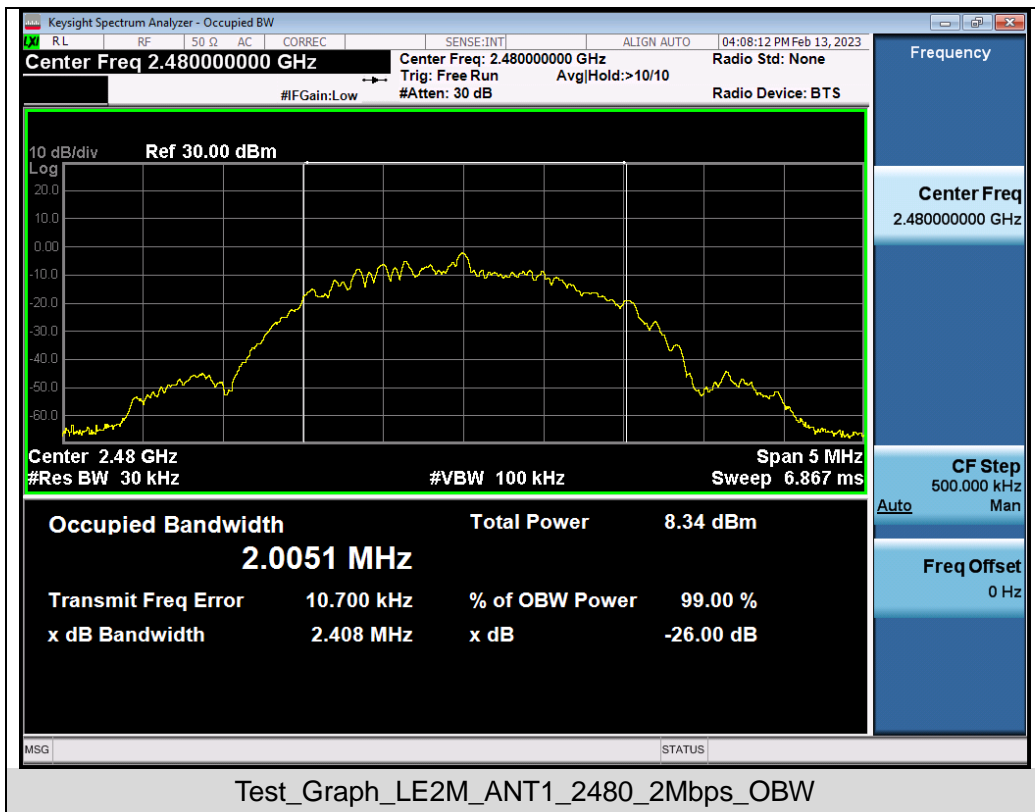 Keysight Spectrum Analyzer - Occupied BW
LXI RL RF 50 Ω AC CORREC SENSE:INT ALIGN AUTO 04:08:12 PM Feb 13, 2023
Center Freq 2.480000000 GHz
Center Freq: 2.480000000 GHz
Radio Std: None
Trig: Free Run Avg|Hold:>10/10
#IFGain:Low
#Atten: 30 dB
Radio Device: BTS
10 dB/div Ref 30.00 dBm
Log
20.0
10.0
0.00
-10.0
-20.0
-30.0
-40.0
-50.0
-60.0
Center 2.48 GHz Span 5 MHz
#Res BW 30 kHz #VBW 100 kHz Sweep 6.867 ms
Occupied Bandwidth Total Power 8.34 dBm
2.0051 MHz
Transmit Freq Error 10.700 kHz % of OBW Power 99.00 %
x dB Bandwidth 2.408 MHz x dB -26.00 dB
Frequency
Center Freq
2.480000000 GHz
CF Step
500.000 kHz
Auto Man
Freq Offset
0 Hz
MSG STATUS
Test_Graph_LE2M_ANT1_2480_2Mbps_OBW